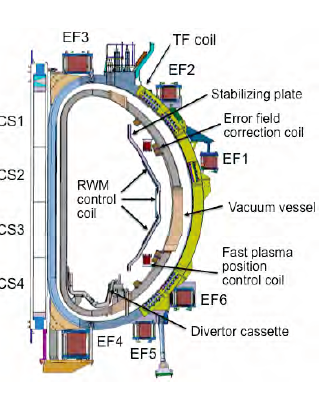 EF3
TF coil
EF2
Stabilizing plate
CS1
Error field
correction coil
EF1
CS2
RWM
control
coil
Vacuum vessel
CS3
Fast plasma
position
control coil
CS4
EF6
Divertor cassette
EF4
EF5